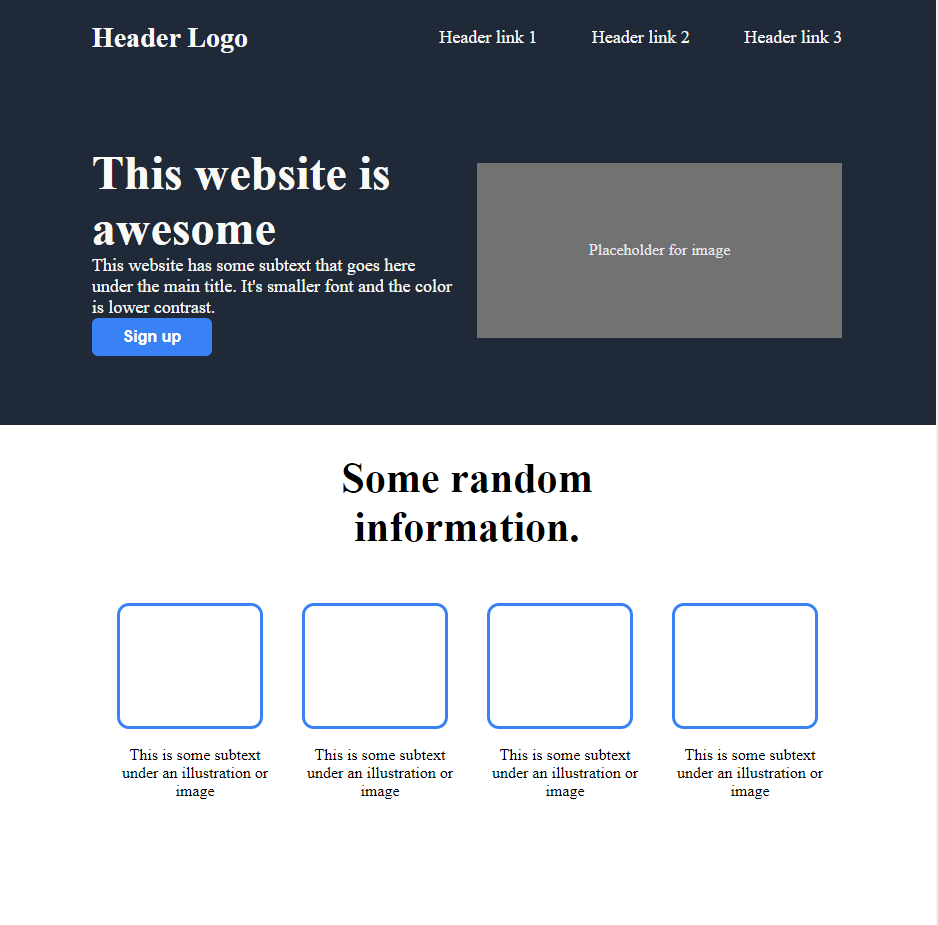 Header Logo
Header link 1
Header link 2
Header link 3
This website is
awesome
This website has some subtext that goes here
under the main title. It's smaller font and the color
is lower contrast.
Sign up
Placeholder for image
Some random
information.
This is some subtext
under an illustration or
image
This is some subtext
under an illustration or
image
This is some subtext
under an illustration or
image
This is some subtext
under an illustration or
image